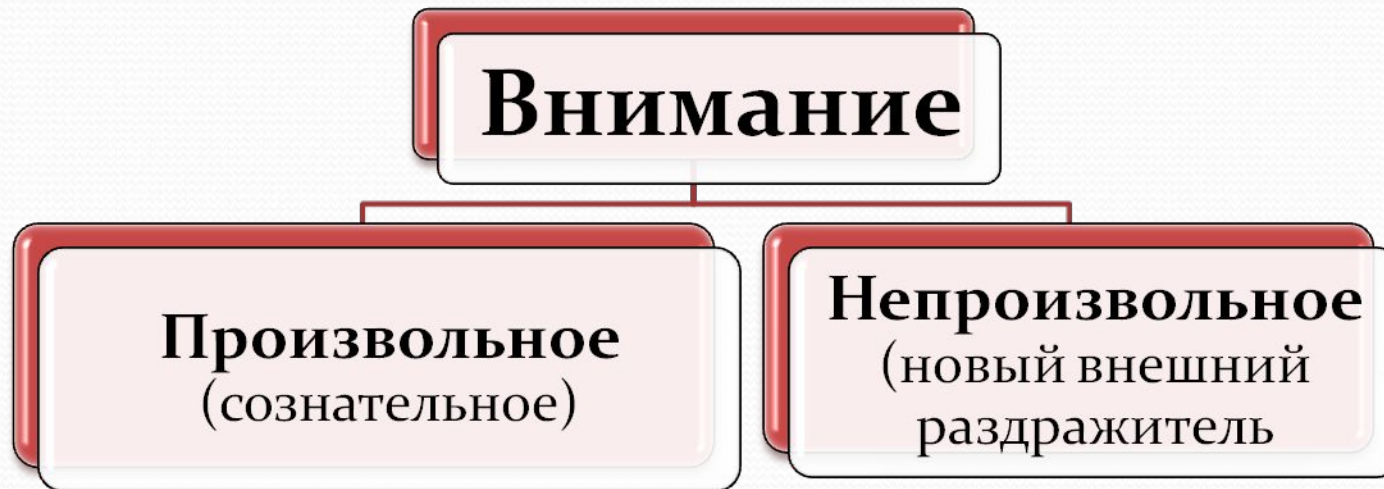 Внимание
Произвольное
(сознательное)
Непроизвольное
(новый внешний
раздражитель